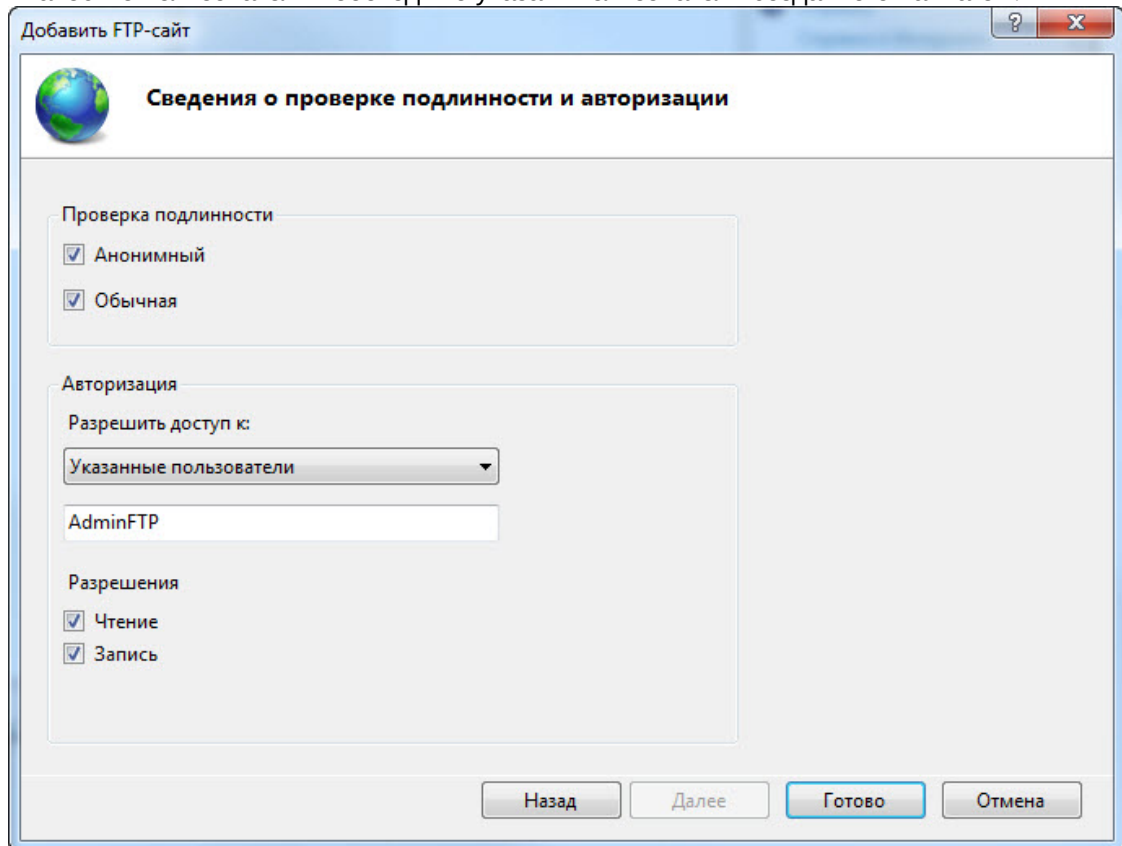 Добавить FTP-сайт
Сведения о проверке подлинности и авторизации
Проверка подлинности
Анонимный
Обычная
Авторизация
Разрешить доступ к:
Указанные пользователи
AdminFTP
Разрешения
Чтение
Запись
Назад
Далее
Готово
Отмена